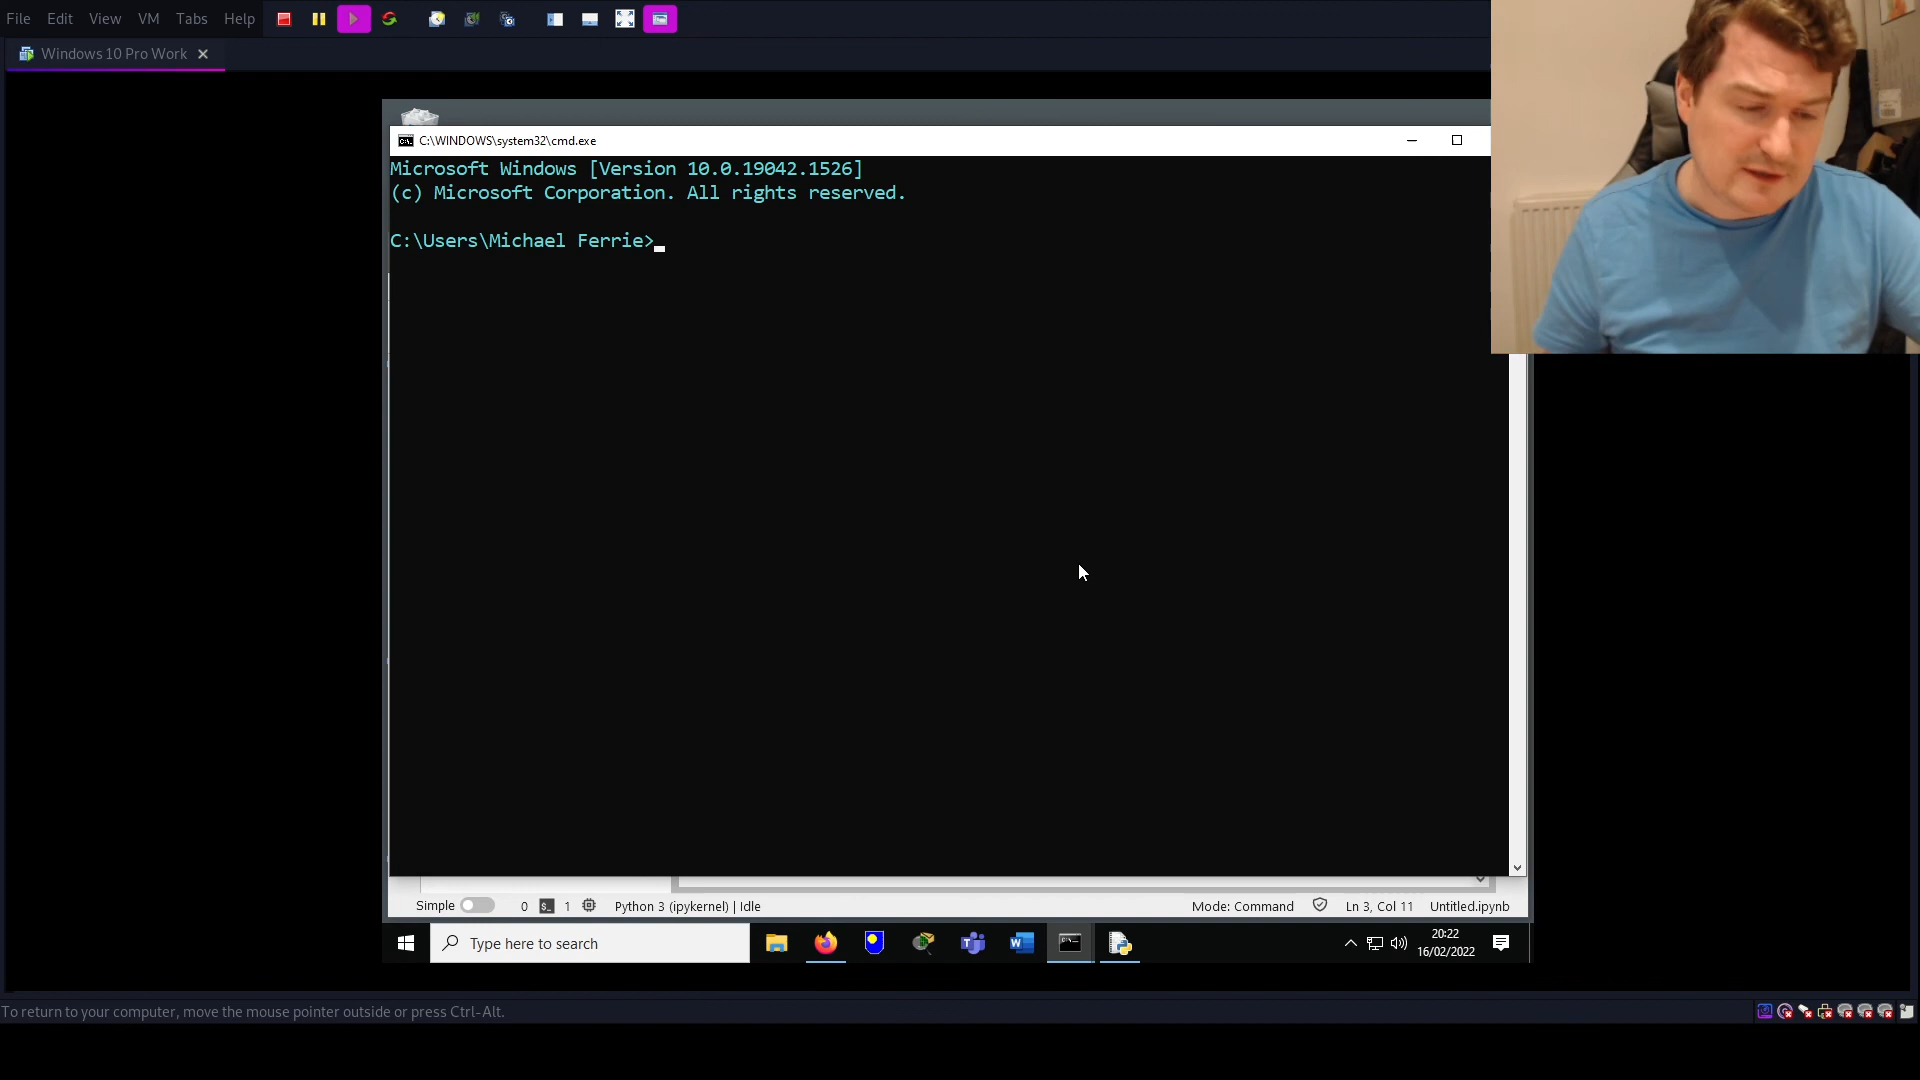 File Edit View VM Tabs Help
Windows 10 Pro Work
C:\WINDOWS\system32\cmd.exe
Microsoft Windows [Version 10.0.19042.1526]
(c) Microsoft Corporation. All rights reserved.
C:\Users\Michael Ferrie>
Simple 0 1 Python 3 (ipykernel) | Idle Mode: Command Ln 3, Col 11 Untitled.ipynb
Type here to search
20:22
16/02/2022
To return to your computer, move the mouse pointer outside or press Ctrl-Alt.